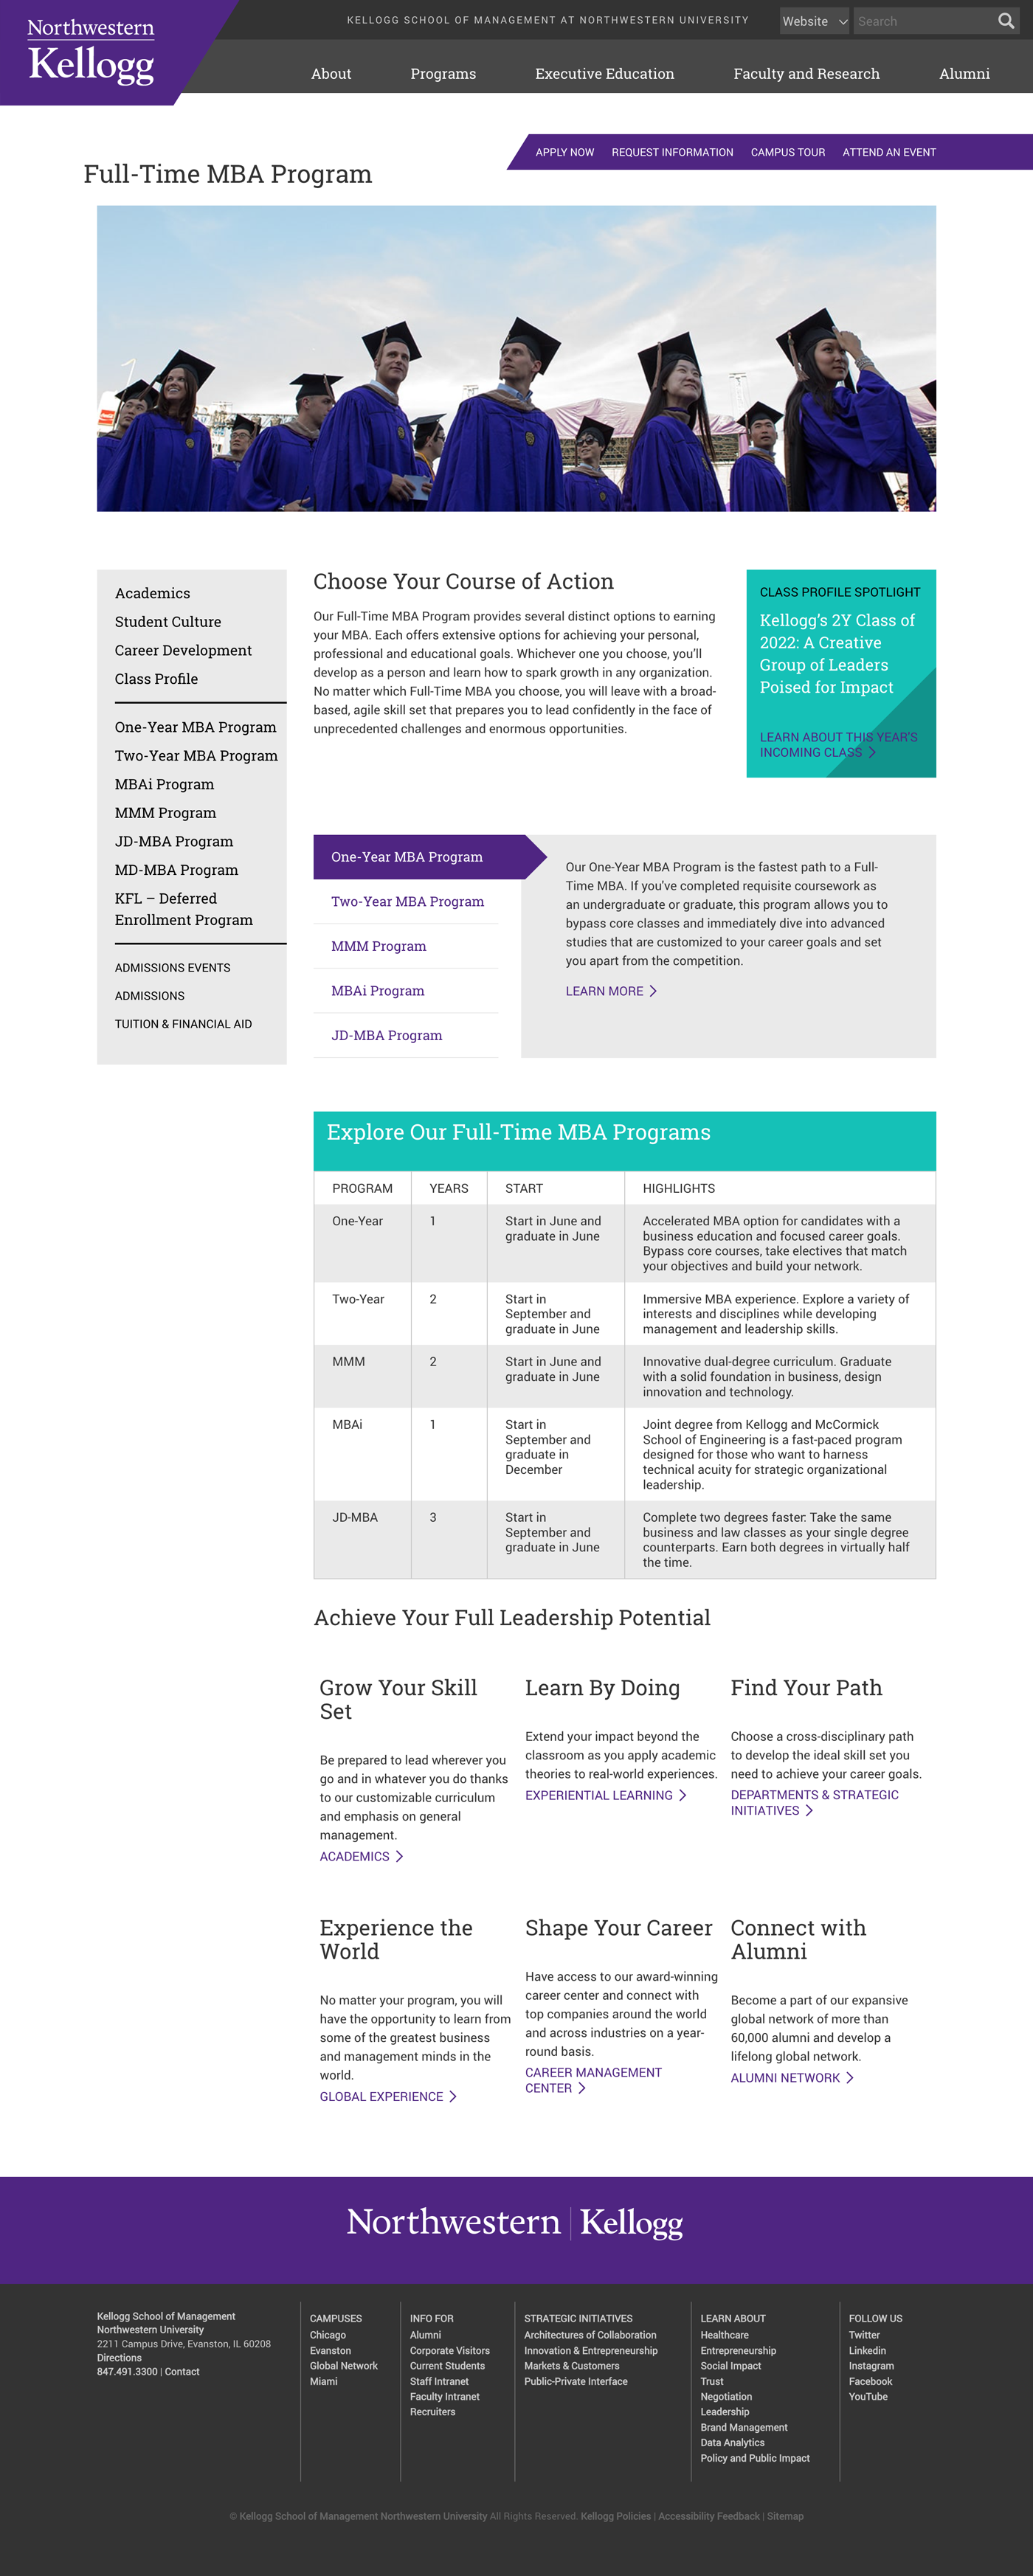 Northwestern
Kellogg
KELLOGG SCHOOL OF MANAGEMENT AT NORTHWESTERN UNIVERSITY
Website
Search
About
Programs
Executive Education
Faculty and Research
Alumni
APPLY NOW
REQUEST INFORMATION
CAMPUS TOUR
ATTEND AN EVENT
Full-Time MBA Program
Academics
Student Culture
Career Development
Class Profile
One-Year MBA Program
Two-Year MBA Program
MBAi Program
MMM Program
JD-MBA Program
MD-MBA Program
KFL – Deferred
Enrollment Program
ADMISSIONS EVENTS
ADMISSIONS
TUITION & FINANCIAL AID
Choose Your Course of Action
Our Full-Time MBA Program provides several distinct options to earning
your MBA. Each offers extensive options for achieving your personal,
professional and educational goals. Whichever one you choose, you'll
develop as a person and learn how to spark growth in any organization.
No matter which Full-Time MBA you choose, you will leave with a broad-
based, agile skill set that prepares you to lead confidently in the face of
unprecedented challenges and enormous opportunities.
CLASS PROFILE SPOTLIGHT
Kellogg's 2Y Class of
2022: A Creative
Group of Leaders
Poised for Impact
LEARN ABOUT THIS YEAR'S
INCOMING CLASS
One-Year MBA Program
Two-Year MBA Program
MMM Program
MBAi Program
JD-MBA Program
Our One-Year MBA Program is the fastest path to a Full-
Time MBA. If you've completed requisite coursework as
an undergraduate or graduate, this program allows you to
bypass core classes and immediately dive into advanced
studies that are customized to your career goals and set
you apart from the competition.
LEARN MORE
Explore Our Full-Time MBA Programs
PROGRAM YEARS START HIGHLIGHTS
One-Year
1
Start in June and
graduate in June
Accelerated MBA option for candidates with a
business education and focused career goals.
Bypass core courses, take electives that match
your objectives and build your network.
Two-Year
2
Start in
September and
graduate in June
Immersive MBA experience. Explore a variety of
interests and disciplines while developing
management and leadership skills.
MMM
2
Start in June and
graduate in June
Innovative dual-degree curriculum. Graduate
with a solid foundation in business, design
innovation and technology.
MBAi
1
Start in
September and
graduate in
December
Joint degree from Kellogg and McCormick
School of Engineering is a fast-paced program
designed for those who want to harness
technical acuity for strategic organizational
leadership.
JD-MBA
3
Start in
September and
graduate in June
Complete two degrees faster: Take the same
business and law classes as your single degree
counterparts. Earn both degrees in virtually half
the time.
Achieve Your Full Leadership Potential
Grow Your Skill
Set
Be prepared to lead wherever you
go and in whatever you do thanks
to our customizable curriculum
and emphasis on general
management.
ACADEMICS
Learn By Doing
Extend your impact beyond the
classroom as you apply academic
theories to real-world experiences.
EXPERIENTIAL LEARNING
Find Your Path
Choose a cross-disciplinary path
to develop the ideal skill set you
need to achieve your career goals.
DEPARTMENTS & STRATEGIC
INITIATIVES
Experience the
World
No matter your program, you will
have the opportunity to learn from
some of the greatest business
and management minds in the
world.
GLOBAL EXPERIENCE
Shape Your Career
Have access to our award-winning
career center and connect with
top companies around the world
and across industries on a year-
round basis.
CAREER MANAGEMENT
CENTER
Connect with
Alumni
Become a part of our expansive
global network of more than
60,000 alumni and develop a
lifelong global network.
ALUMNI NETWORK
Northwestern | Kellogg
Kellogg School of Management
Northwestern University
2211 Campus Drive, Evanston, IL 60208
Directions
847.491.3300 | Contact
CAMPUSES
Chicago
Evanston
Global Network
Miami
INFO FOR
Alumni
Corporate Visitors
Current Students
Staff Intranet
Faculty Intranet
Recruiters
STRATEGIC INITIATIVES
Architectures of Collaboration
Innovation & Entrepreneurship
Markets & Customers
Public-Private Interface
LEARN ABOUT
Healthcare
Entrepreneurship
Social Impact
Trust
Negotiation
Leadership
Brand Management
Data Analytics
Policy and Public Impact
FOLLOW US
Twitter
Linkedin
Instagram
Facebook
YouTube
© Kellogg School of Management Northwestern University All Rights Reserved. Kellogg Policies | Accessibility Feedback | Sitemap